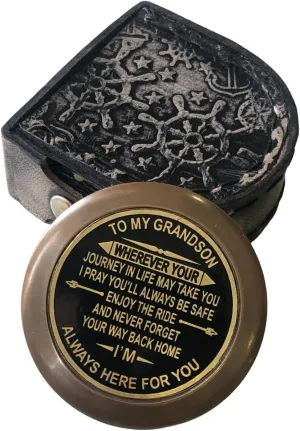 TO MY GRANDSON
WHEREVER YOUR
JOURNEY IN LIFE MAY TAKE YOU
I PRAY YOU'LL ALWAYS BE SAFE
ENJOY THE RIDE
AND NEVER FORGET
YOUR WAY BACK HOME
I'M
ALWAYS HERE FOR YOU